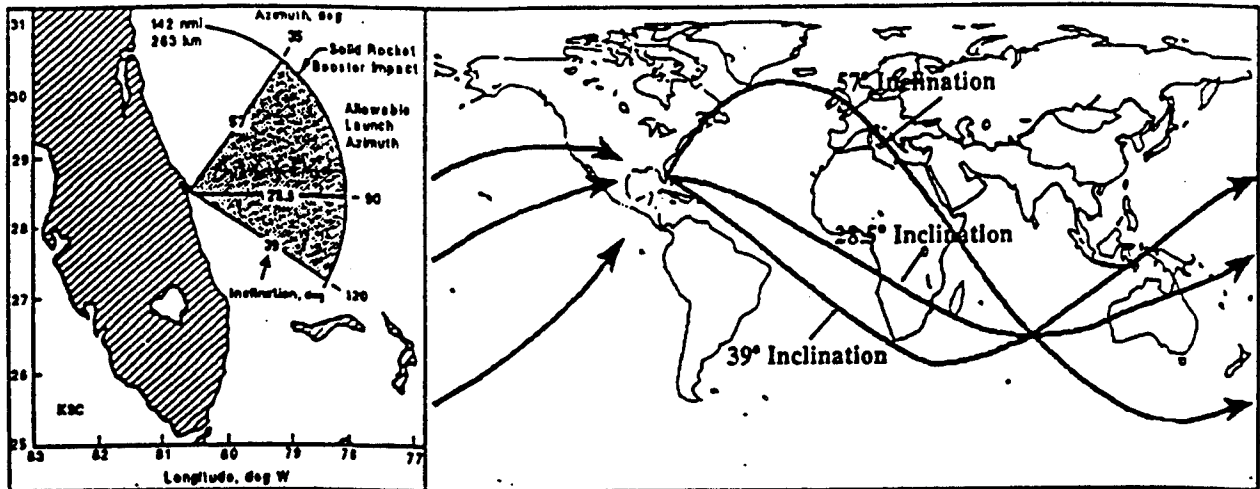 Azimuth, deg
142 nmi
263 km
35
Solid Rocket
Booster Impact
Allowable
Launch
Azimuth
57
28.5
90
39
Inclination, deg
120
31
30
29
28
27
26
25
KSC
83
82
81
80
79
78
77
Longitude, deg W
57° Inclination
28.5° Inclination
39° Inclination